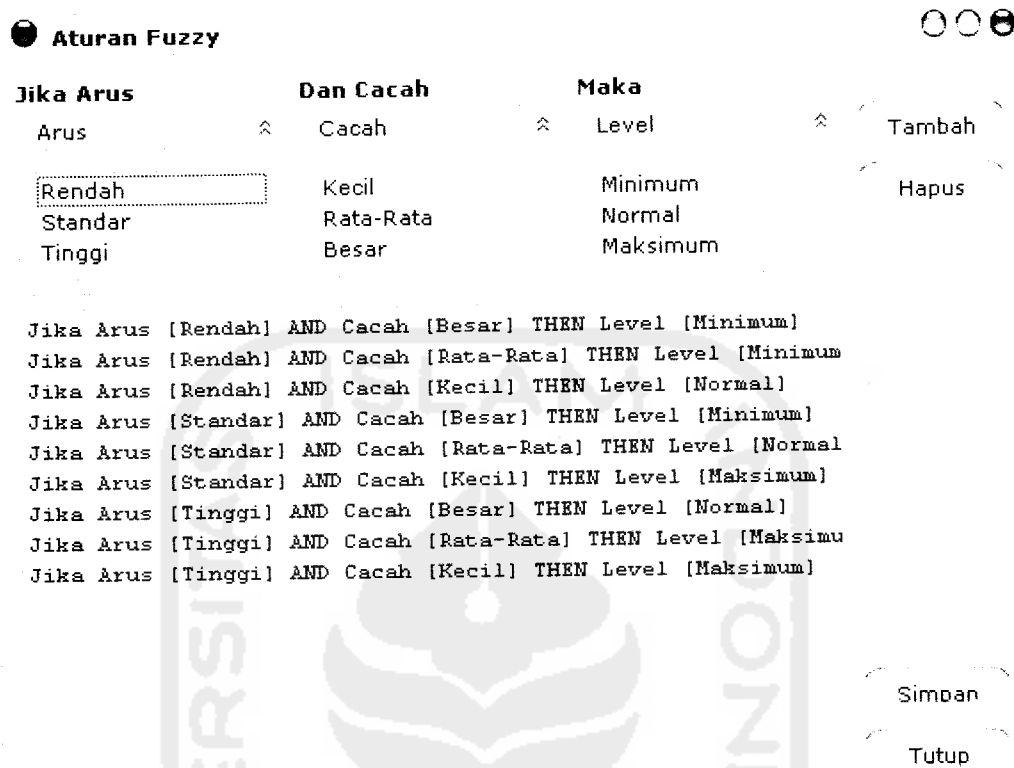 Aturan Fuzzy
Jika Arus Dan Cacah Maka
Arus Cacah Level Tambah
Rendah Kecil Minimum Hapus
Standar Rata-Rata Normal
Tinggi Besar Maksimum
Jika Arus [Rendah] AND Cacah [Besar] THEN Level [Minimum]
Jika Arus [Rendah] AND Cacah [Rata-Rata] THEN Level [Minimum
Jika Arus [Rendah] AND Cacah [Kecil] THEN Level [Normal]
Jika Arus [Standar] AND Cacah [Besar] THEN Level [Minimum]
Jika Arus [Standar] AND Cacah [Rata-Rata] THEN Level [Normal
Jika Arus [Standar] AND Cacah [Kecil] THEN Level [Maksimum]
Jika Arus [Tinggi] AND Cacah [Besar] THEN Level [Normal]
Jika Arus [Tinggi] AND Cacah [Rata-Rata] THEN Level [Maksimu
Jika Arus [Tinggi] AND Cacah [Kecil] THEN Level [Maksimum]
ISLAM
Simpan
Tutup